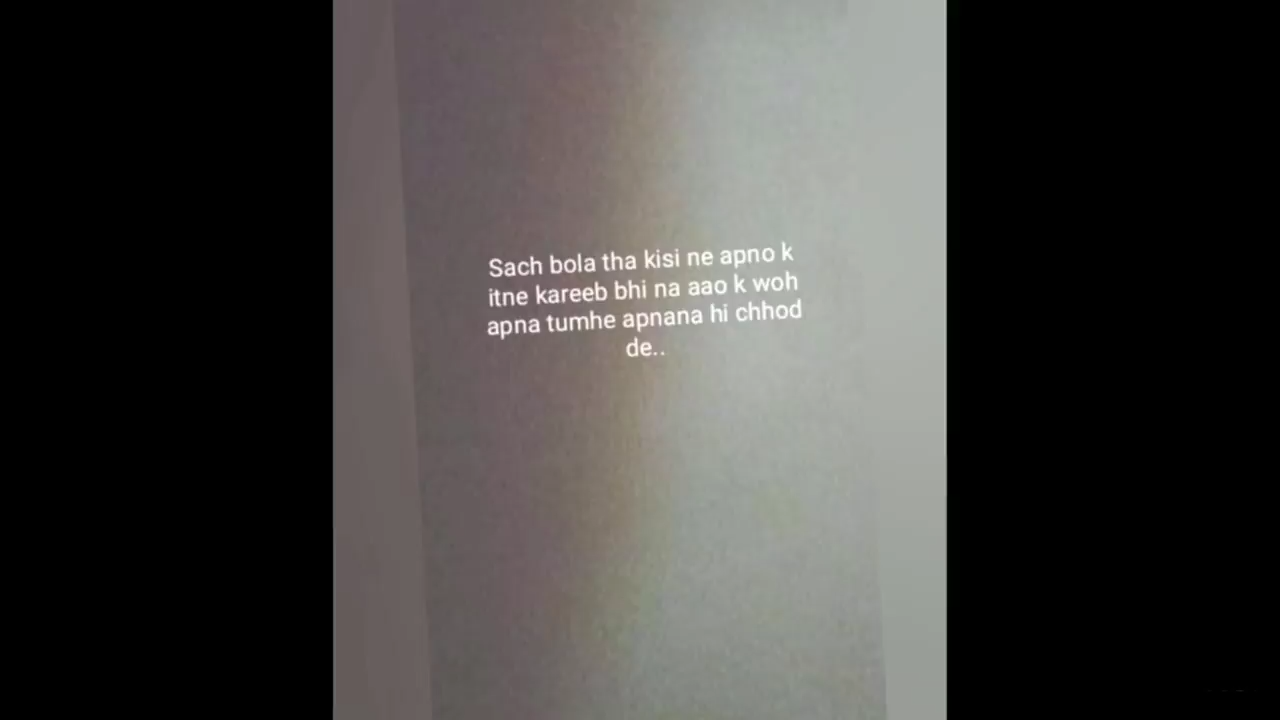 Sach bola tha kisi ne apno k
itne kareeb bhi na aao k woh
apna tumhe apnana hi chhod
de..